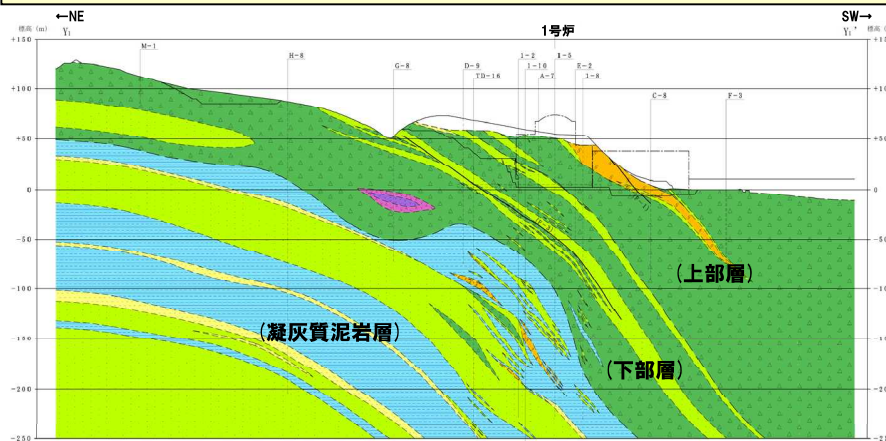 ←NE
SW→
標高 (m)
Y₁
1号炉
Y₁'
標高 (m)
M-1
H-8
G-8
D-9
TD-16
1-2
1-10
A-7
1-5
E-2
1-8
C-8
F-3
+150
+100
+50
0
-50
-100
-150
-200
-250
(上部層)
(凝灰質泥岩層)
(下部層)